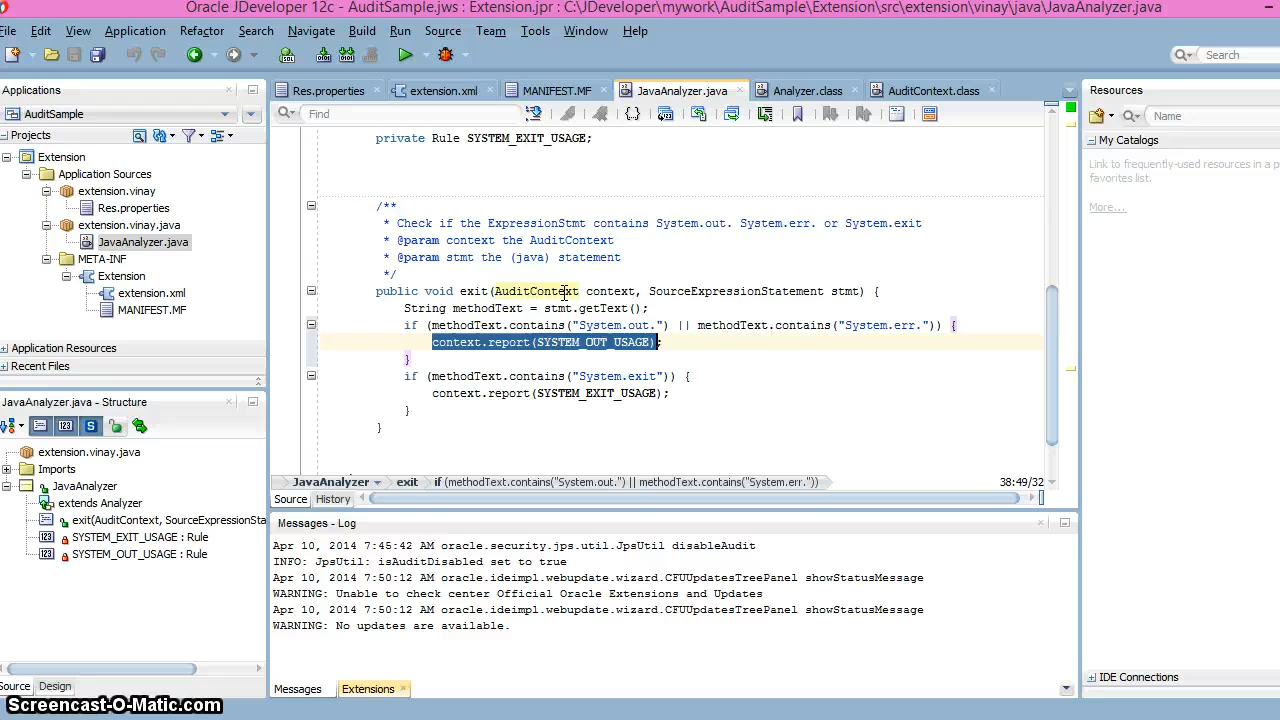 Oracle JDeveloper 12c - AuditSample.jws : Extension.jpr : C:\JDeveloper\mywork\AuditSample\Extension\src\extension\vinay\java\JavaAnalyzer.java
File Edit View Application Refactor Search Navigate Build Run Source Team Tools Window Help
Search
Applications
AuditSample
Projects
Extension
Application Sources
extension.vinay
Res.properties
extension.vinay.java
JavaAnalyzer.java
META-INF
Extension
extension.xml
MANIFEST.MF
Application Resources
Recent Files
JavaAnalyzer.java - Structure
extension.vinay.java
Imports
JavaAnalyzer
extends Analyzer
exit(AuditContext, SourceExpressionSta
SYSTEM_EXIT_USAGE : Rule
SYSTEM_OUT_USAGE : Rule
Source Design
Res.properties extension.xml MANIFEST.MF JavaAnalyzer.java Analyzer.class AuditContext.class
Find
private Rule SYSTEM_EXIT_USAGE;
/**
* Check if the ExpressionStmt contains System.out. System.err. or System.exit
* @param context the AuditContext
* @param stmt the (java) statement
*/
public void exit(AuditContext context, SourceExpressionStatement stmt) {
String methodText = stmt.getText();
if (methodText.contains("System.out.") || methodText.contains("System.err.")) {
context.report(SYSTEM_OUT_USAGE);
}
if (methodText.contains("System.exit")) {
context.report(SYSTEM_EXIT_USAGE);
}
}
JavaAnalyzer exit if (methodText.contains("System.out.") || methodText.contains("System.err.")) 38:49/32
Source History
Messages - Log
Apr 10, 2014 7:45:42 AM oracle.security.jps.util.JpsUtil disableAudit
INFO: JpsUtil: isAuditDisabled set to true
Apr 10, 2014 7:50:12 AM oracle.ideimpl.webupdate.wizard.CFUUpdatesTreePanel showStatusMessage
WARNING: Unable to check center Official Oracle Extensions and Updates
Apr 10, 2014 7:50:12 AM oracle.ideimpl.webupdate.wizard.CFUUpdatesTreePanel showStatusMessage
WARNING: No updates are available.
Messages Extensions
Resources
Name
My Catalogs
Link to frequently-used resources in a p
favorites list.
More...
IDE Connections
Screencast-O-Matic.com